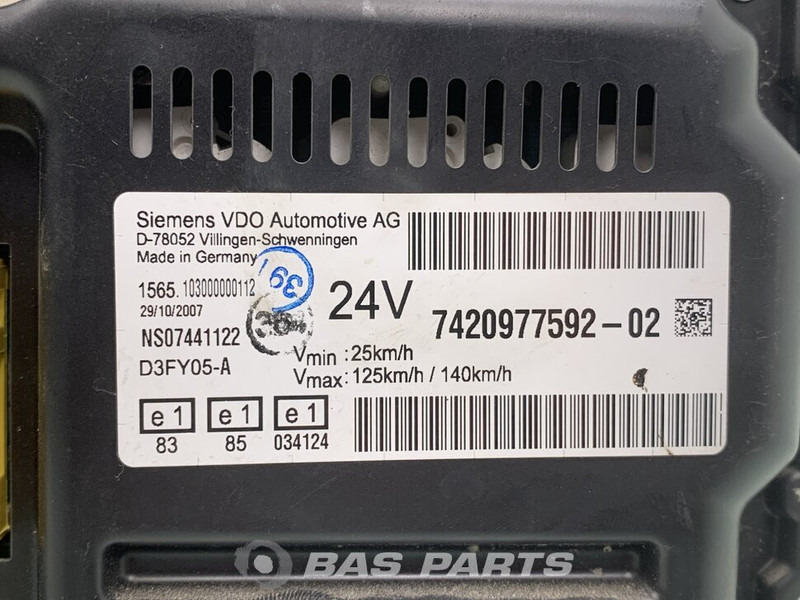 Siemens VDO Automotive AG
D-78052 Villingen-Schwenningen
Made in Germany
1565.103000000112
29/10/2007
39
24V
7420977592-02
NS07441122
D3FY05-A
Vmin : 25km/h
Vmax : 125km/h / 140km/h
e 1 e 1 e 1
83 85 034124
BAS PARTS